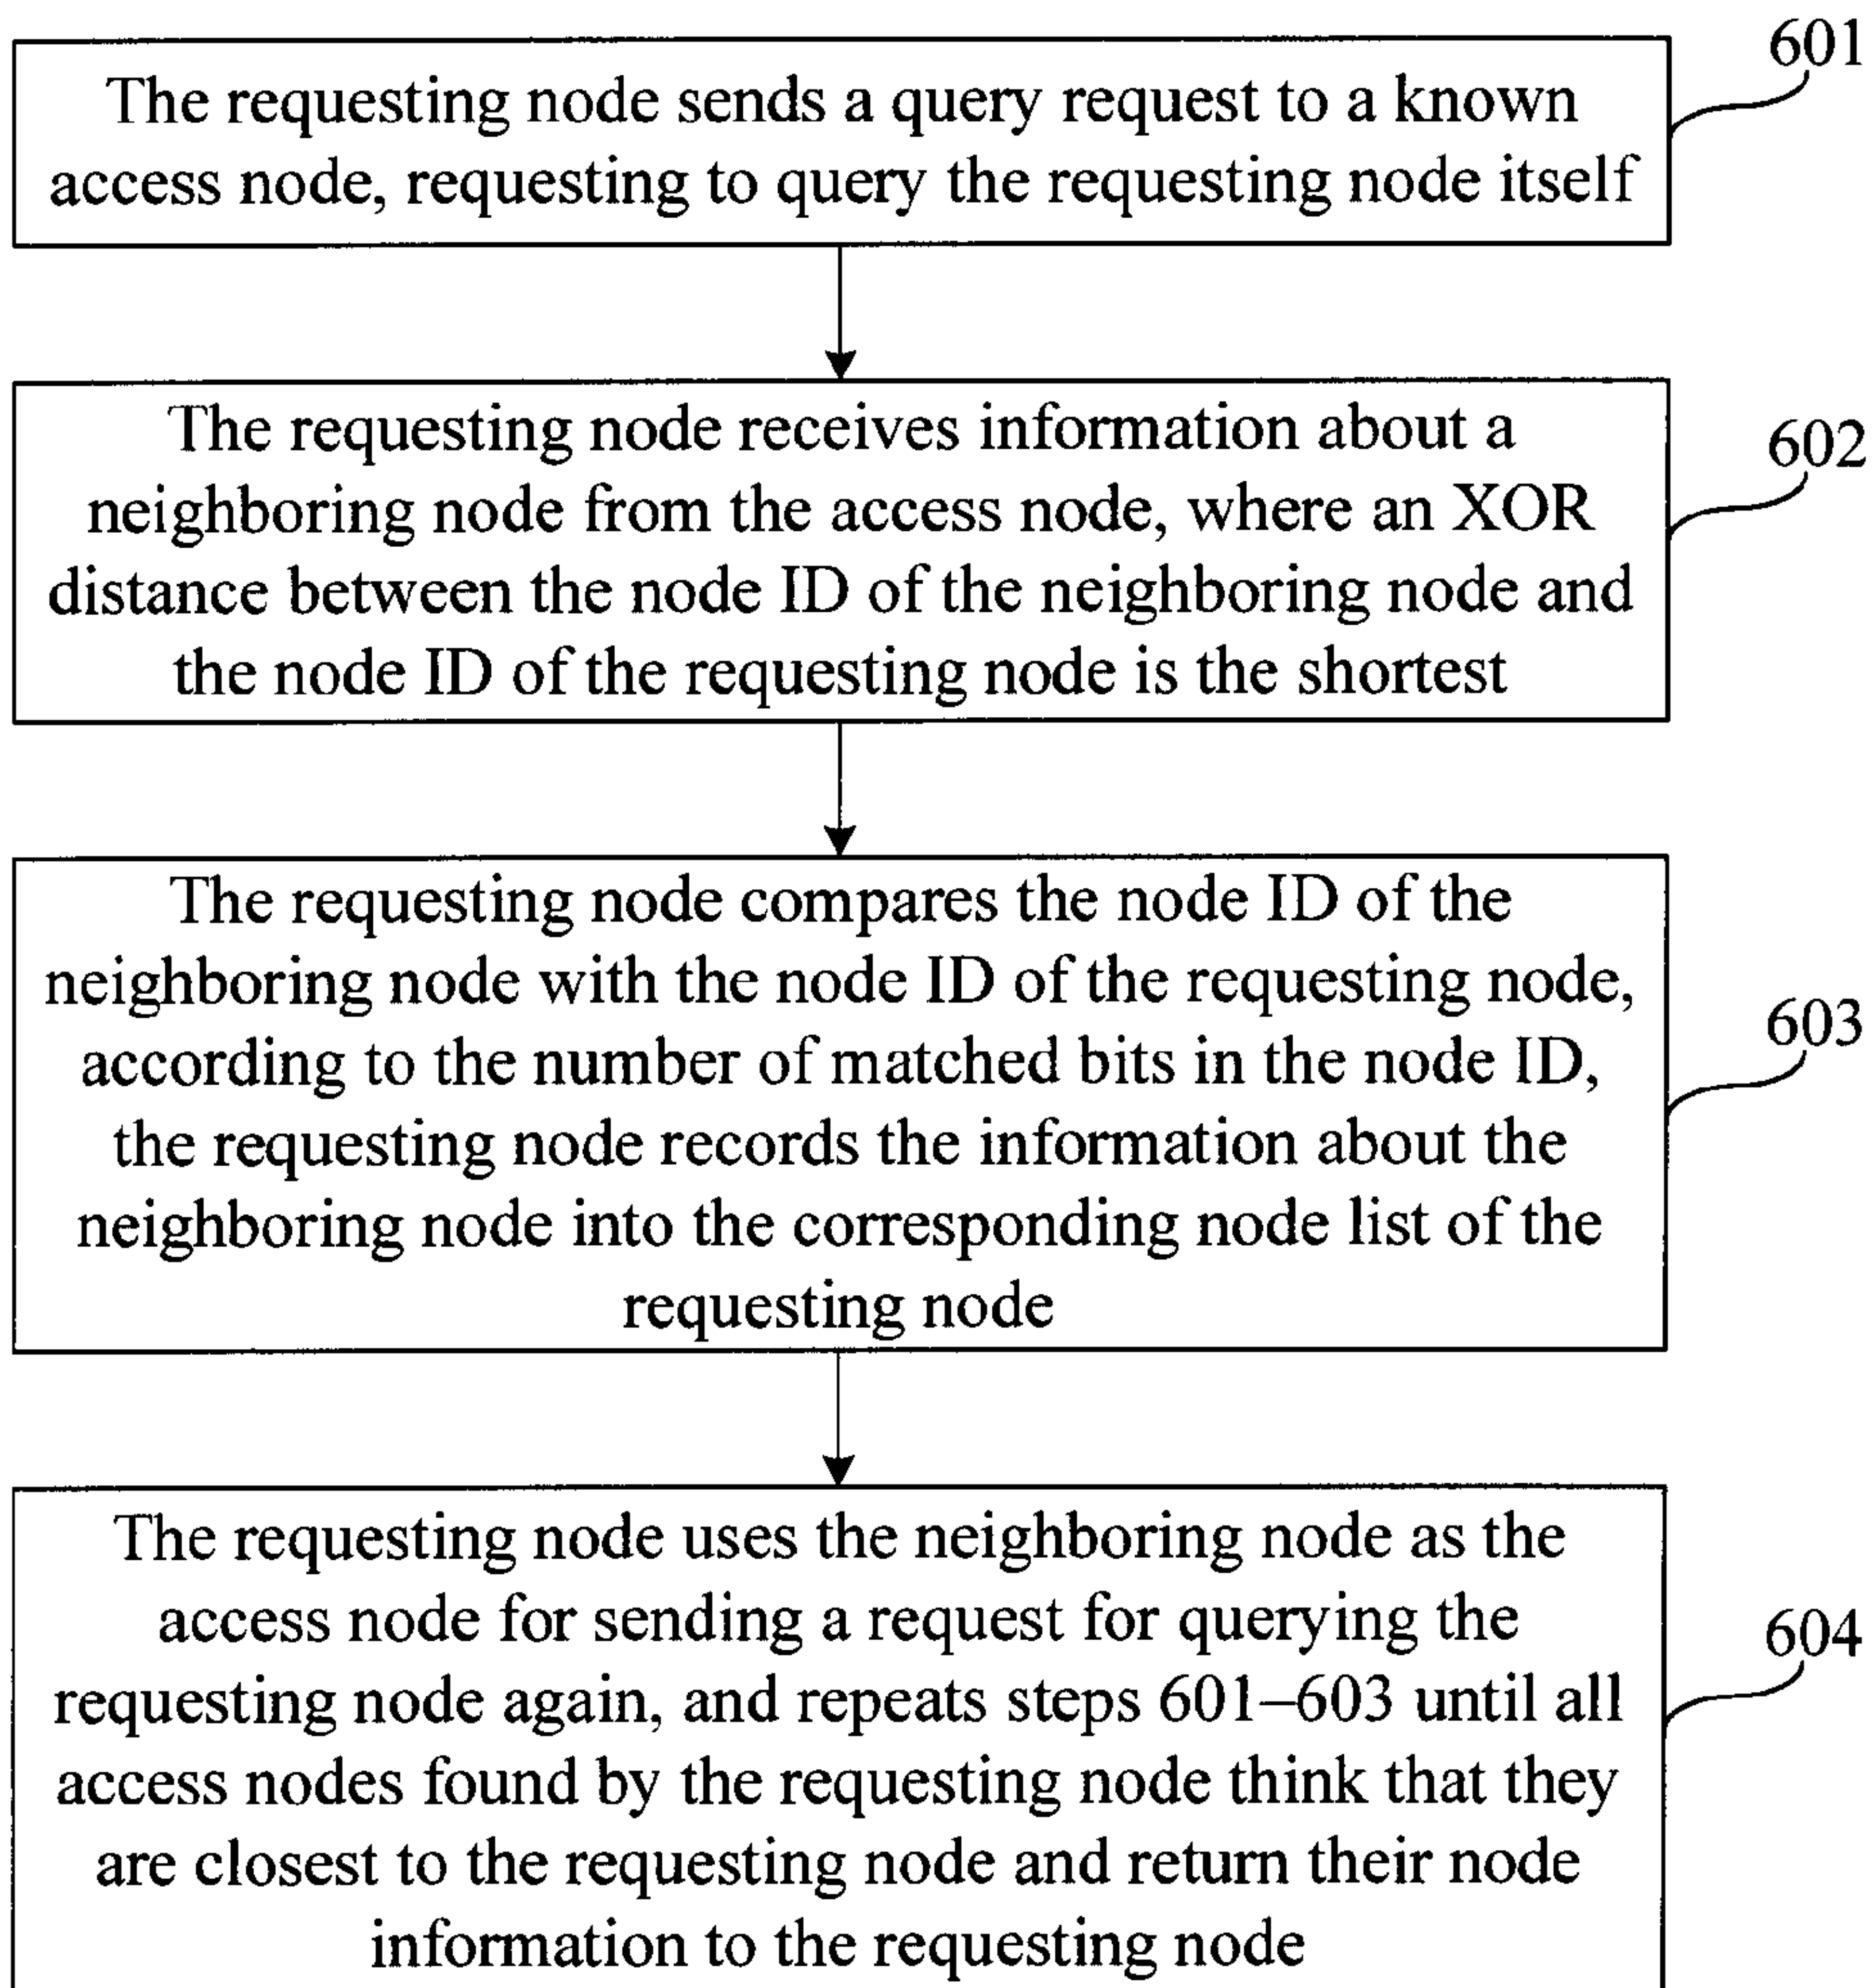 601
The requesting node sends a query request to a known
access node, requesting to query the requesting node itself
602
The requesting node receives information about a
neighboring node from the access node, where an XOR
distance between the node ID of the neighboring node and
the node ID of the requesting node is the shortest
603
The requesting node compares the node ID of the
neighboring node with the node ID of the requesting node,
according to the number of matched bits in the node ID,
the requesting node records the information about the
neighboring node into the corresponding node list of the
requesting node
604
The requesting node uses the neighboring node as the
access node for sending a request for querying the
requesting node again, and repeats steps 601–603 until all
access nodes found by the requesting node think that they
are closest to the requesting node and return their node
information to the requesting node